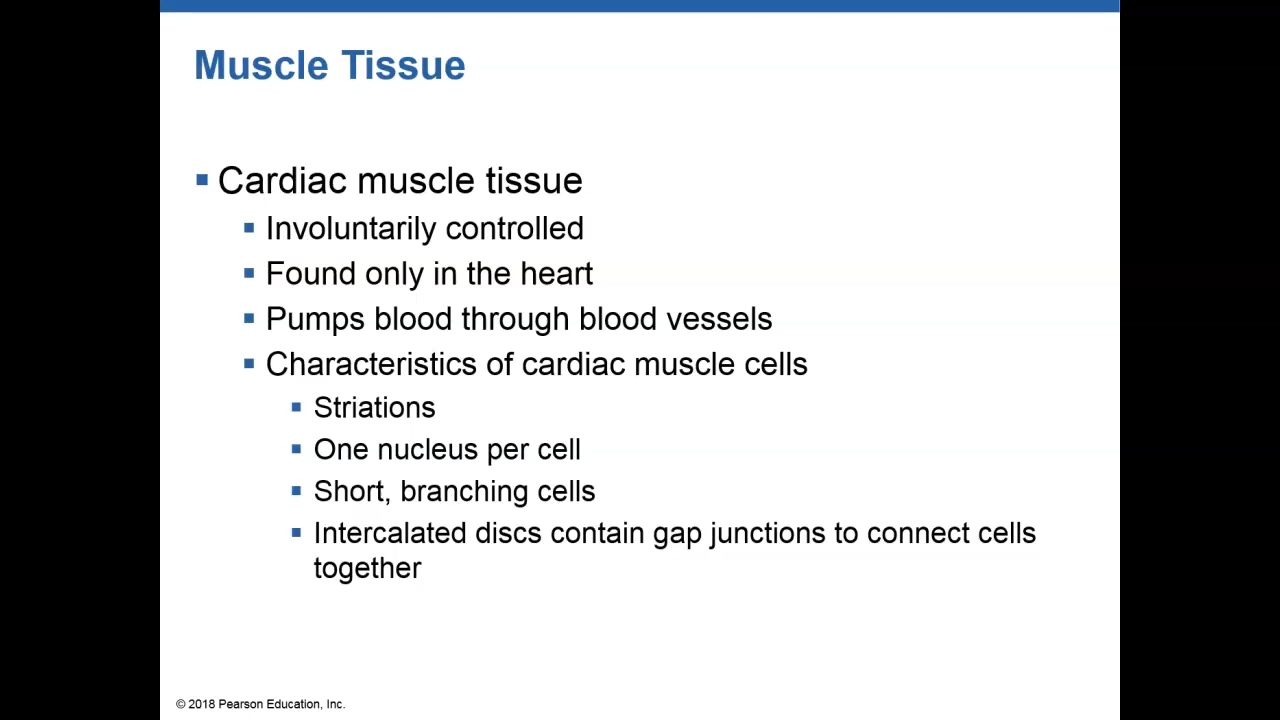 Muscle Tissue
Cardiac muscle tissue
Involuntarily controlled
Found only in the heart
Pumps blood through blood vessels
Characteristics of cardiac muscle cells
Striations
One nucleus per cell
Short, branching cells
Intercalated discs contain gap junctions to connect cells
together
© 2018 Pearson Education, Inc.